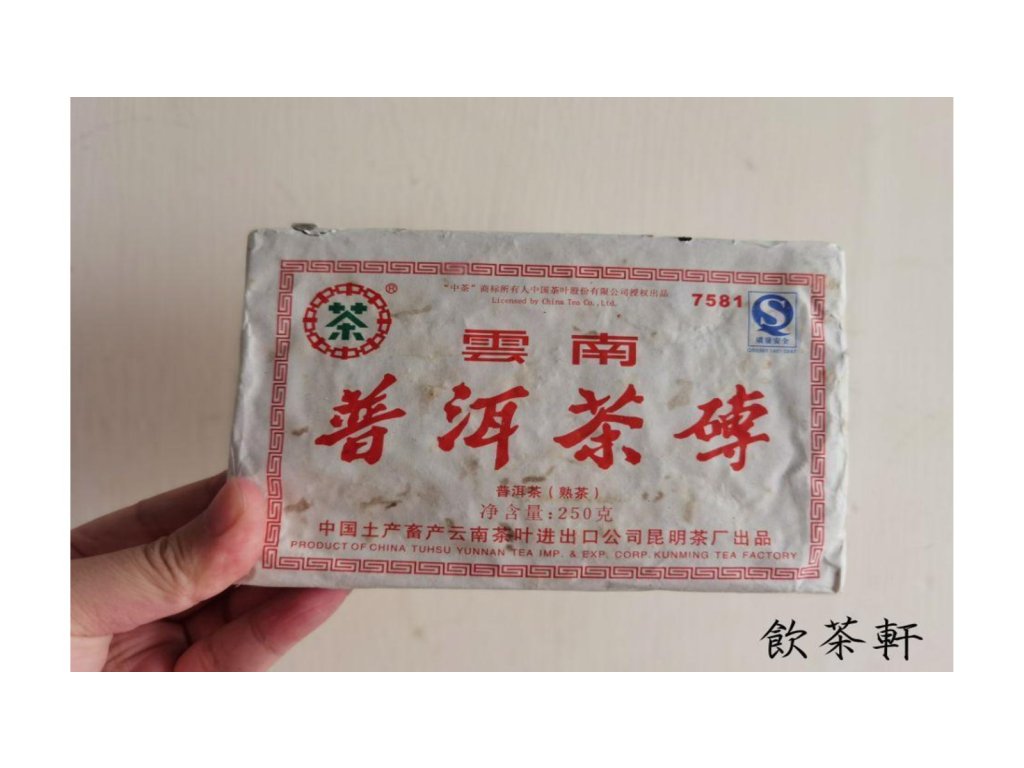 茶
®
"中茶"商标所有人中国茶叶股份有限公司授权出品
Licensed by China Tea Co.,Ltd.
7581
质量安全
雲南
普洱茶磚
普洱茶(熟茶)
净含量:250克
中国土产畜产云南茶叶进出口公司昆明茶厂出品
PRODUCT OF CHINA TUHSU YUNNAN TEA IMP. & EXP. CORP. KUNMING TEA FACTORY
飲茶軒